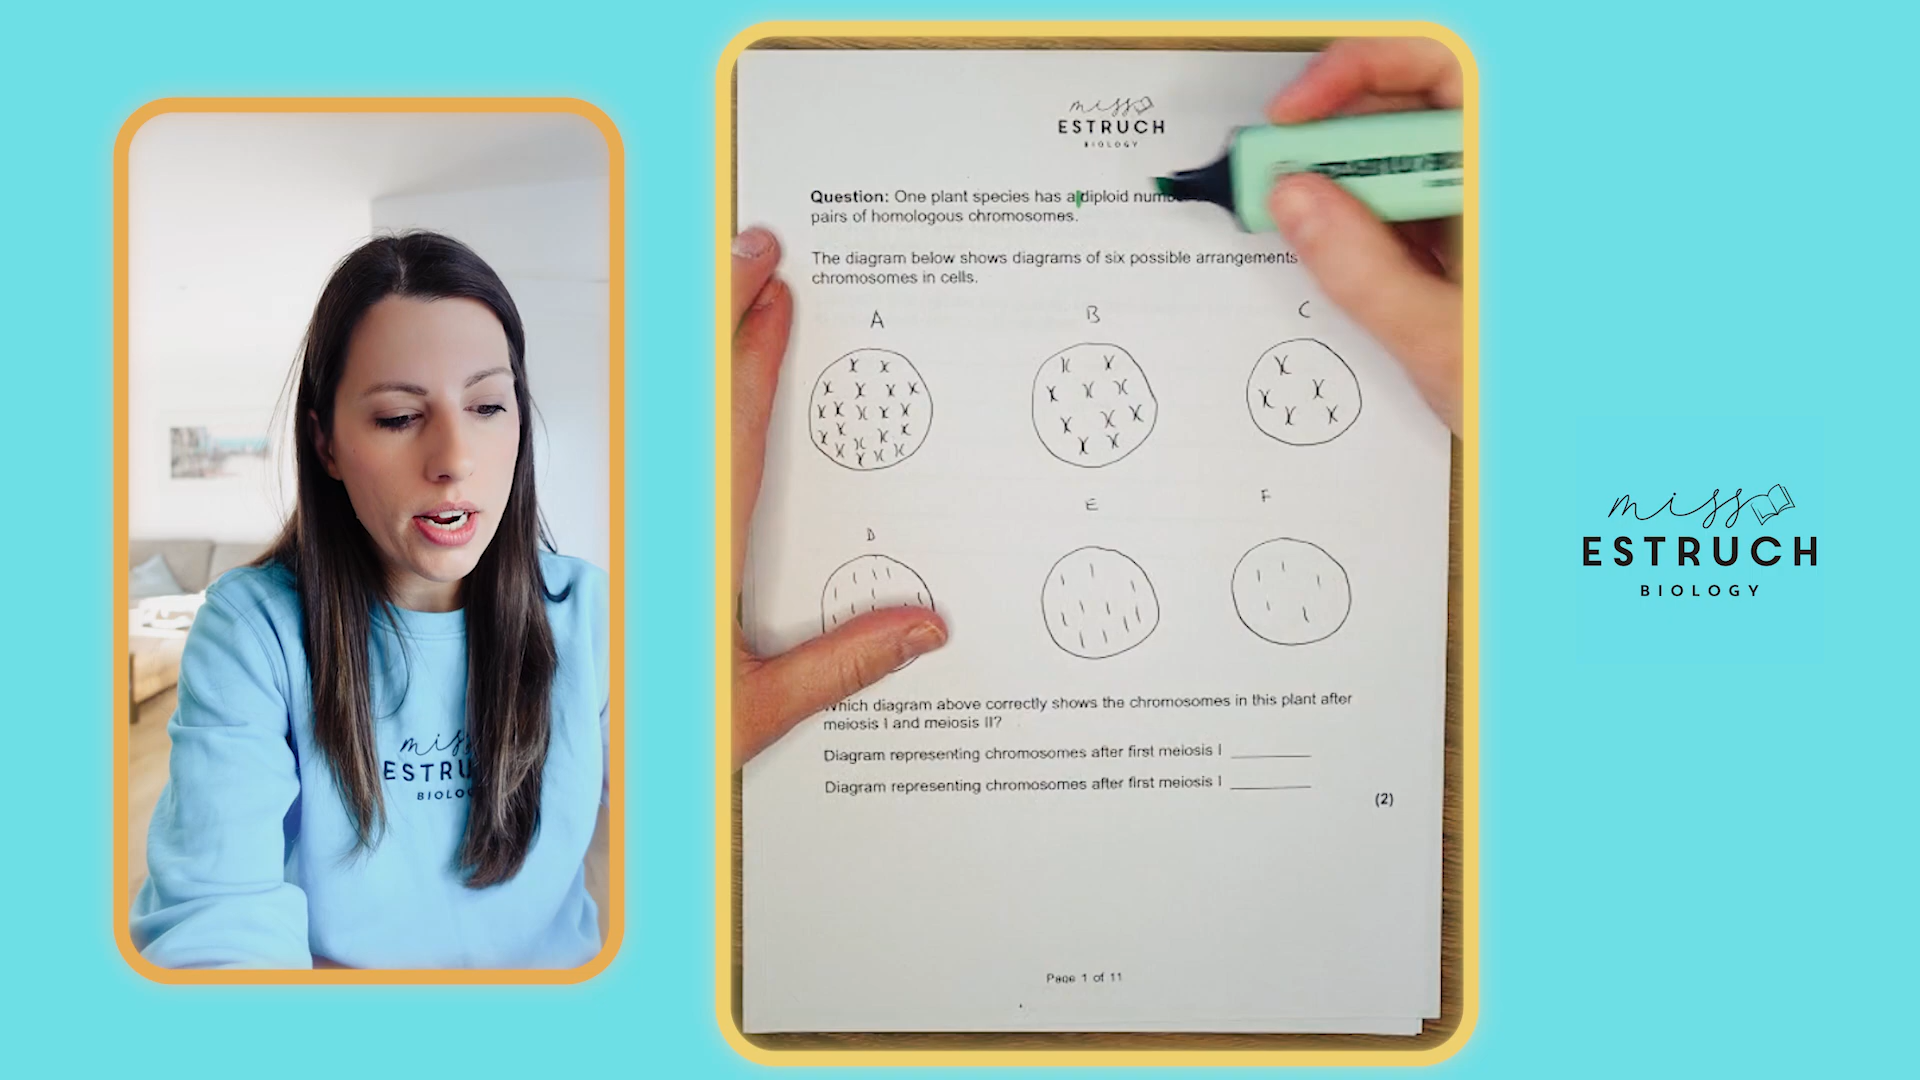 miss
ESTRUCH
BIOLOGY
Question: One plant species has a diploid
pairs of homologous chromosomes.
The diagram below shows diagrams of six possible arrangements
chromosomes in cells.
A B C
D E F
Which diagram above correctly shows the chromosomes in this plant after
meiosis I and meiosis II?
Diagram representing chromosomes after first meiosis I
Diagram representing chromosomes after first meiosis I
(2)
Page 1 of 11
miss
ESTRU
BIOLO
miss
ESTRUCH
BIOLOGY